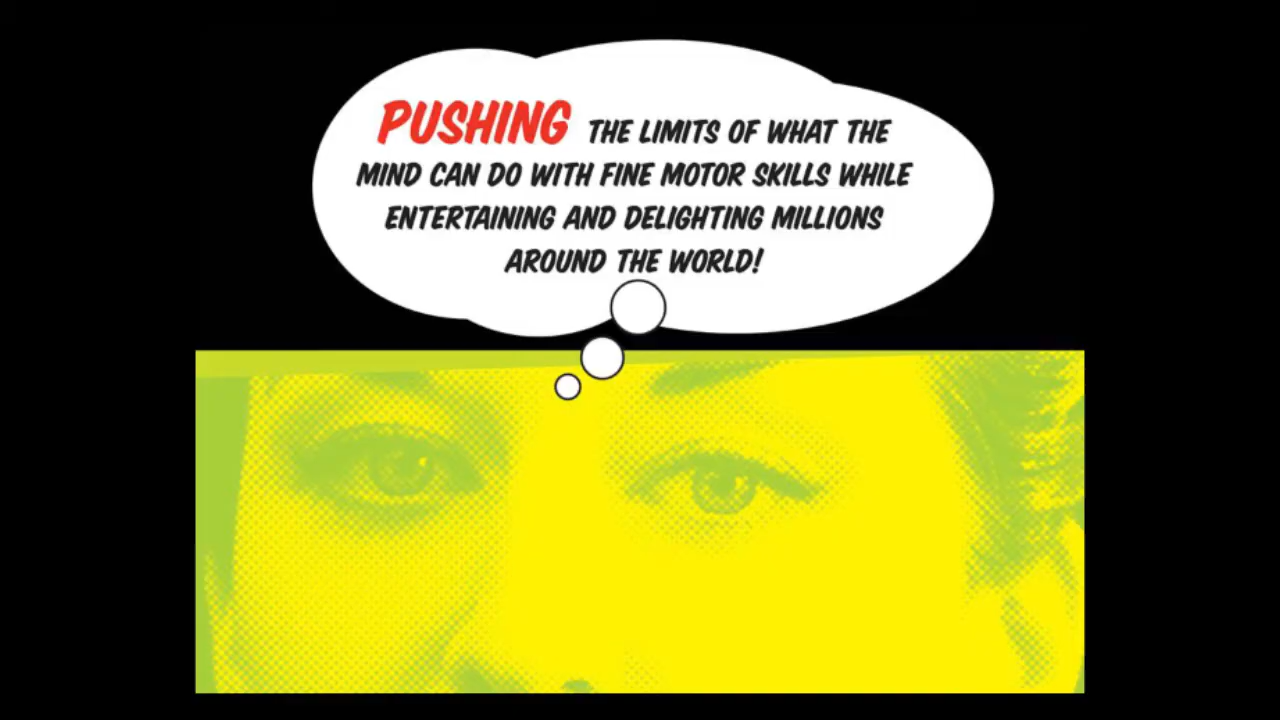 PUSHING THE LIMITS OF WHAT THE
MIND CAN DO WITH FINE MOTOR SKILLS WHILE
ENTERTAINING AND DELIGHTING MILLIONS
AROUND THE WORLD!